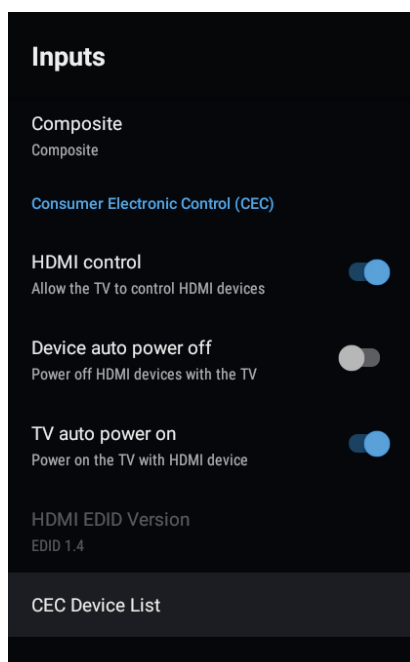 Inputs
Composite
Composite
Consumer Electronic Control (CEC)
HDMI control
Allow the TV to control HDMI devices
Device auto power off
Power off HDMI devices with the TV
TV auto power on
Power on the TV with HDMI device
HDMI EDID Version
EDID 1.4
CEC Device List